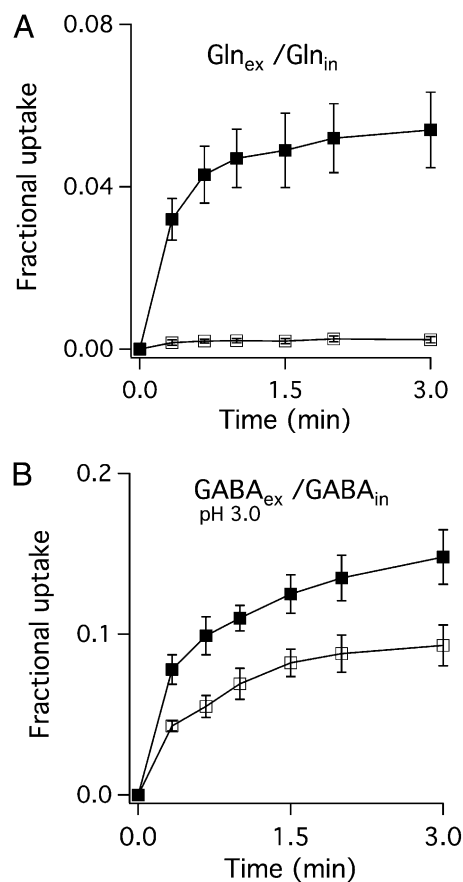 A
0.08
Gln_ex /Gln_in
Fractional uptake
0.04
0.00
0.0 1.5 3.0
Time (min)
B
0.2
GABA_ex /GABA_in
pH 3.0
Fractional uptake
0.1
0.0
0.0 1.5 3.0
Time (min)